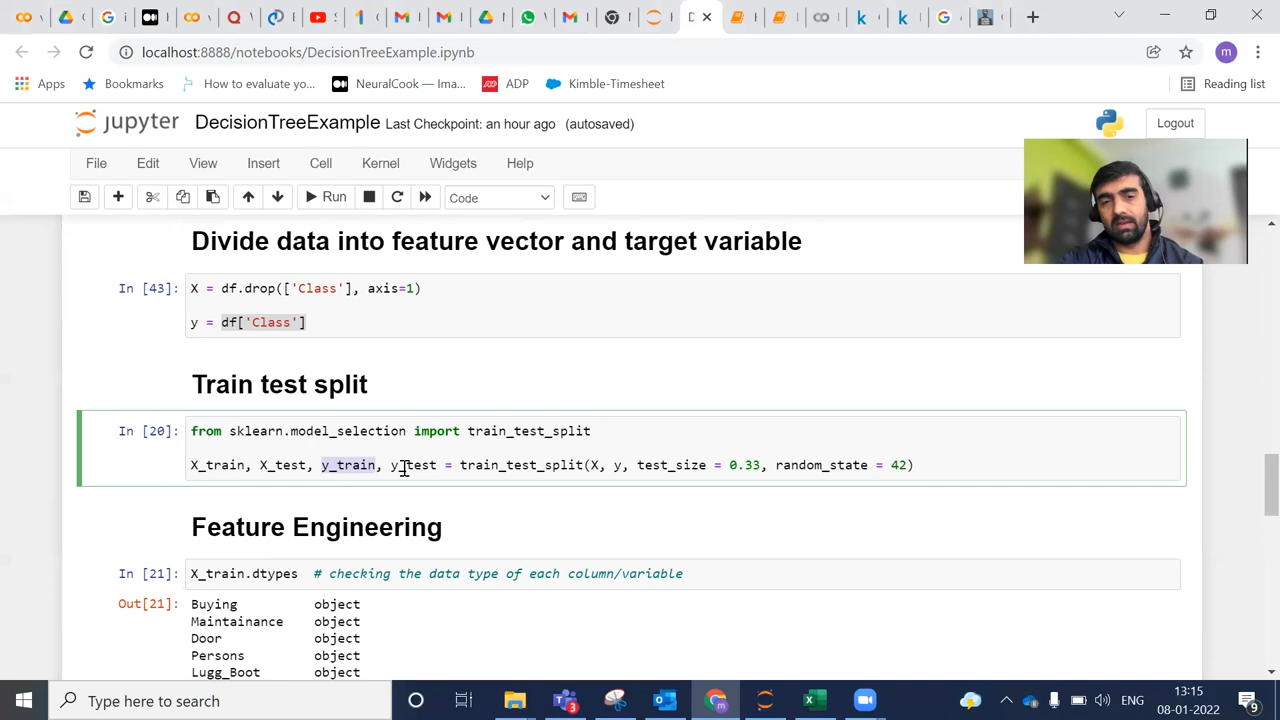 localhost:8888/notebooks/DecisionTreeExample.ipynb
m
Apps Bookmarks How to evaluate yo... NeuralCook — Ima... ADP Kimble-Timesheet Reading list
jupyter DecisionTreeExample Last Checkpoint: an hour ago (autosaved) Logout
File Edit View Insert Cell Kernel Widgets Help
Run Code
Divide data into feature vector and target variable
In [43]: X = df.drop(['Class'], axis=1)
y = df['Class']
Train test split
In [20]: from sklearn.model_selection import train_test_split
X_train, X_test, y_train, y_test = train_test_split(X, y, test_size = 0.33, random_state = 42)
Feature Engineering
In [21]: X_train.dtypes # checking the data type of each column/variable
Out[21]: Buying object
Maintainance object
Door object
Persons object
Lugg_Boot object
Type here to search
ENG
13:15
08-01-2022